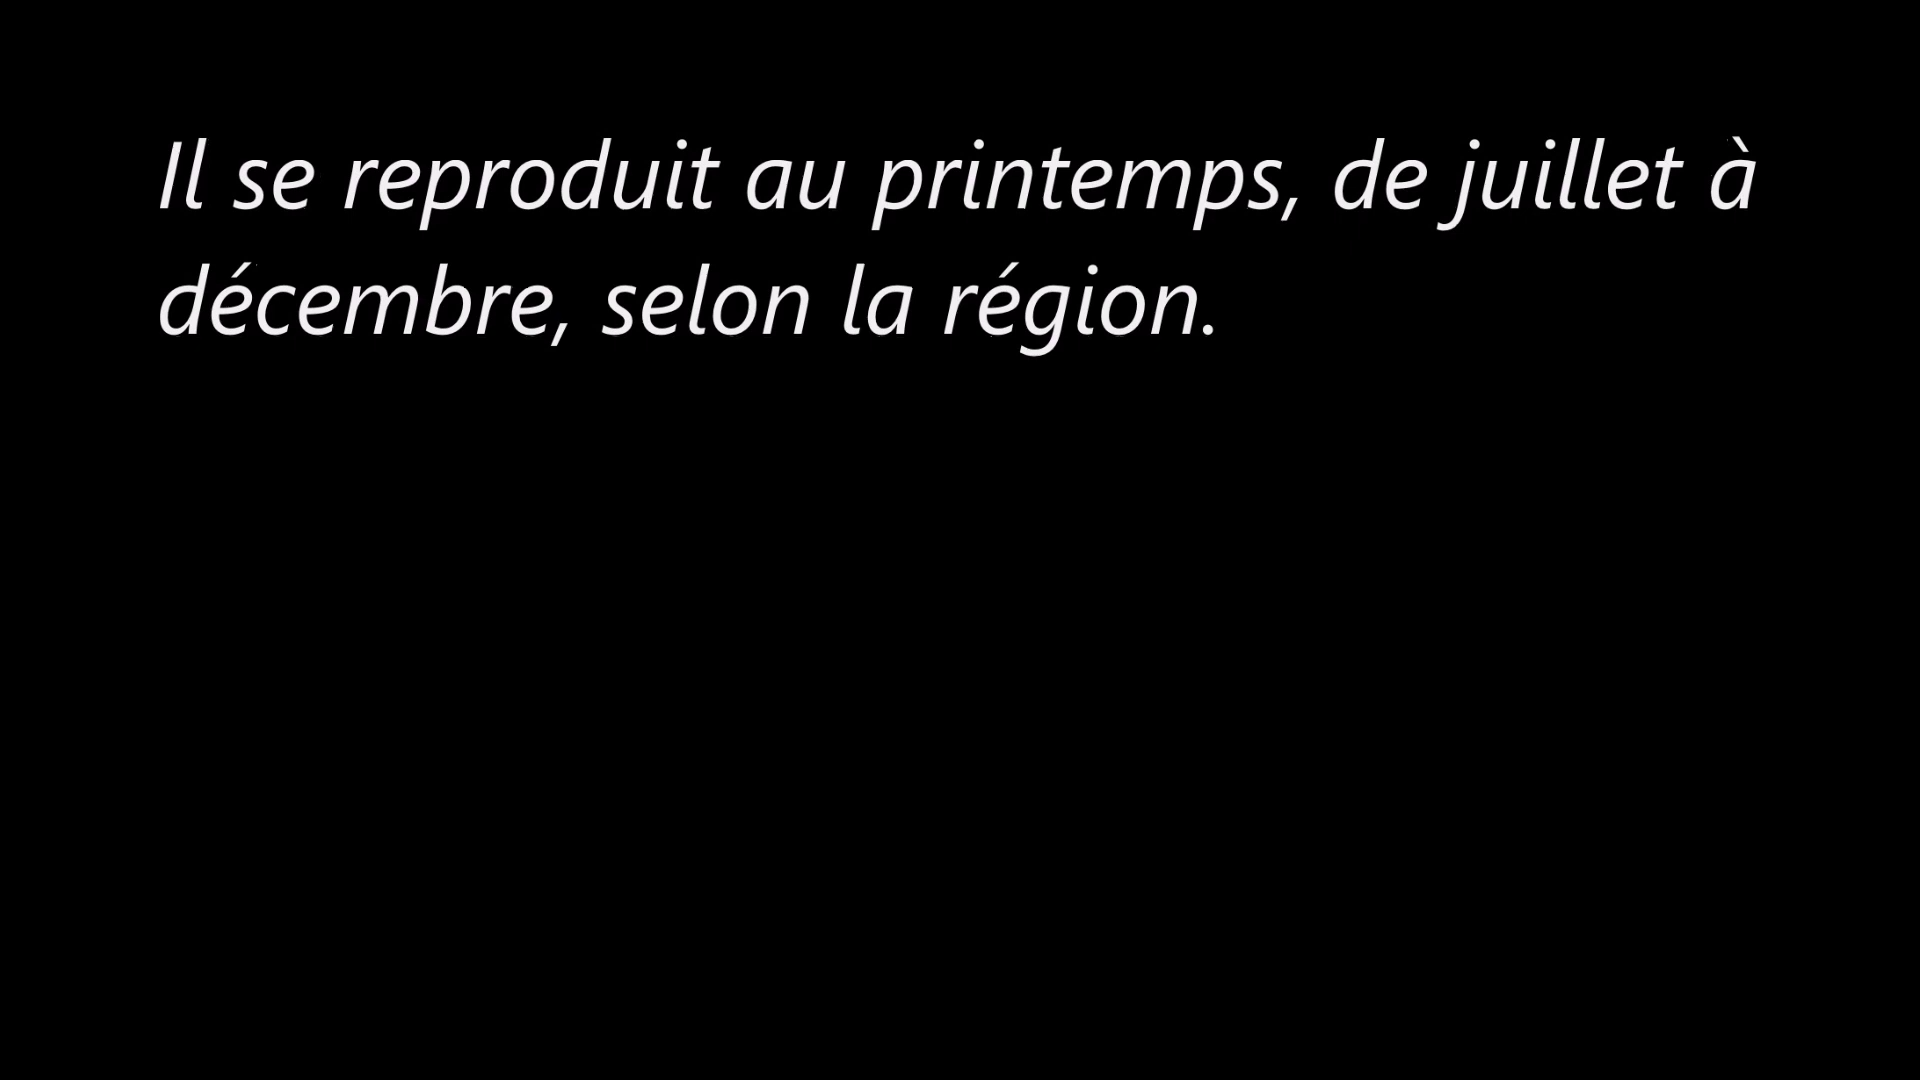 Il se reproduit au printemps, de juillet à
décembre, selon la région.